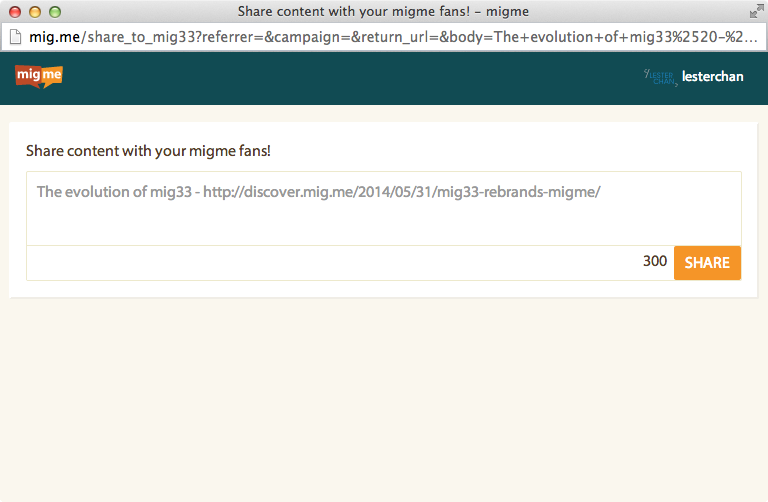 Share content with your migme fans! – migme
mig.me/share_to_mig33?referrer=&campaign=&return_url=&body=The+evolution+of+mig33%2520-%2...
migme
LESTER CHAN lesterchan
Share content with your migme fans!
The evolution of mig33 - http://discover.mig.me/2014/05/31/mig33-rebrands-migme/
300 SHARE